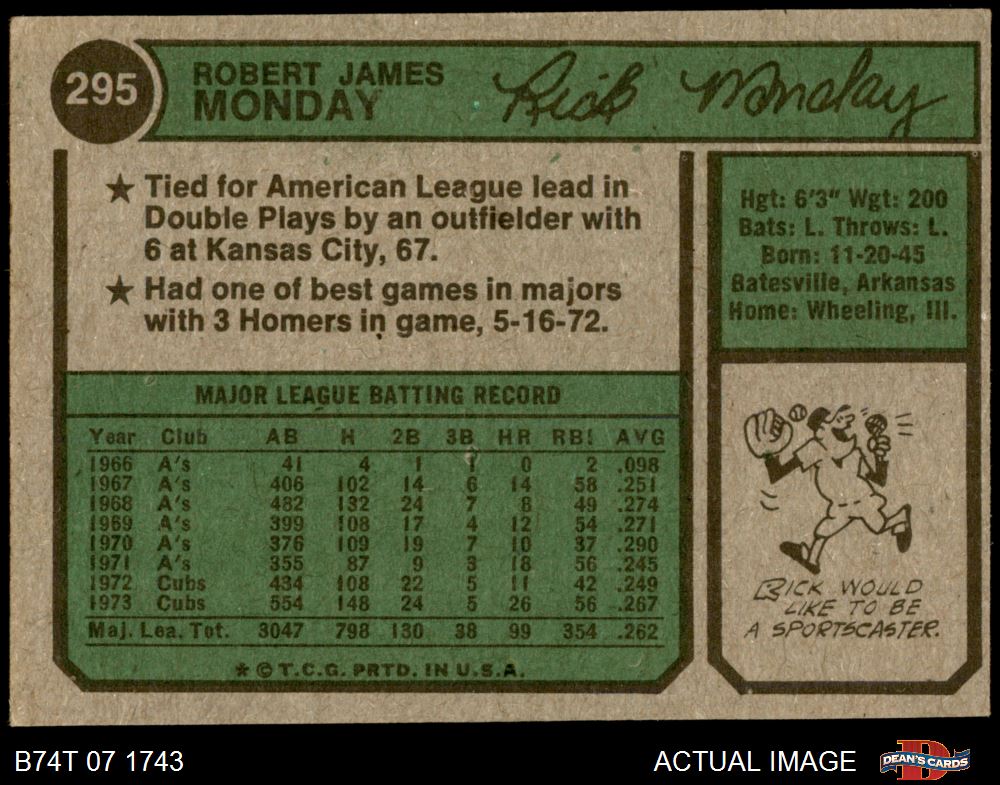 295
ROBERT JAMES
MONDAY
Rick Monday
★ Tied for American League lead in
Double Plays by an outfielder with
6 at Kansas City, 67.
★ Had one of best games in majors
with 3 Homers in game, 5-16-72.
Hgt: 6'3" Wgt: 200
Bats: L. Throws: L.
Born: 11-20-45
Batesville, Arkansas
Home: Wheeling, Ill.
MAJOR LEAGUE BATTING RECORD
Year Club AB H 2B 3B HR RBI AVG
1966 A's 41 4 1 1 0 2 .098
1967 A's 406 102 14 6 14 58 .251
1968 A's 482 132 24 7 8 49 .274
1969 A's 399 108 17 4 12 54 .271
1970 A's 376 109 19 7 10 37 .290
1971 A's 355 87 9 3 18 56 .245
1972 Cubs 434 108 22 5 11 42 .249
1973 Cubs 554 148 24 5 26 56 .267
Maj. Lea. Tot. 3047 798 130 38 99 354 .262
* © T.C.G. PRTD. IN U.S.A.
RICK WOULD
LIKE TO BE
A SPORTSCASTER.
B74T 07 1743
ACTUAL IMAGE
D
DEAN'S CARDS